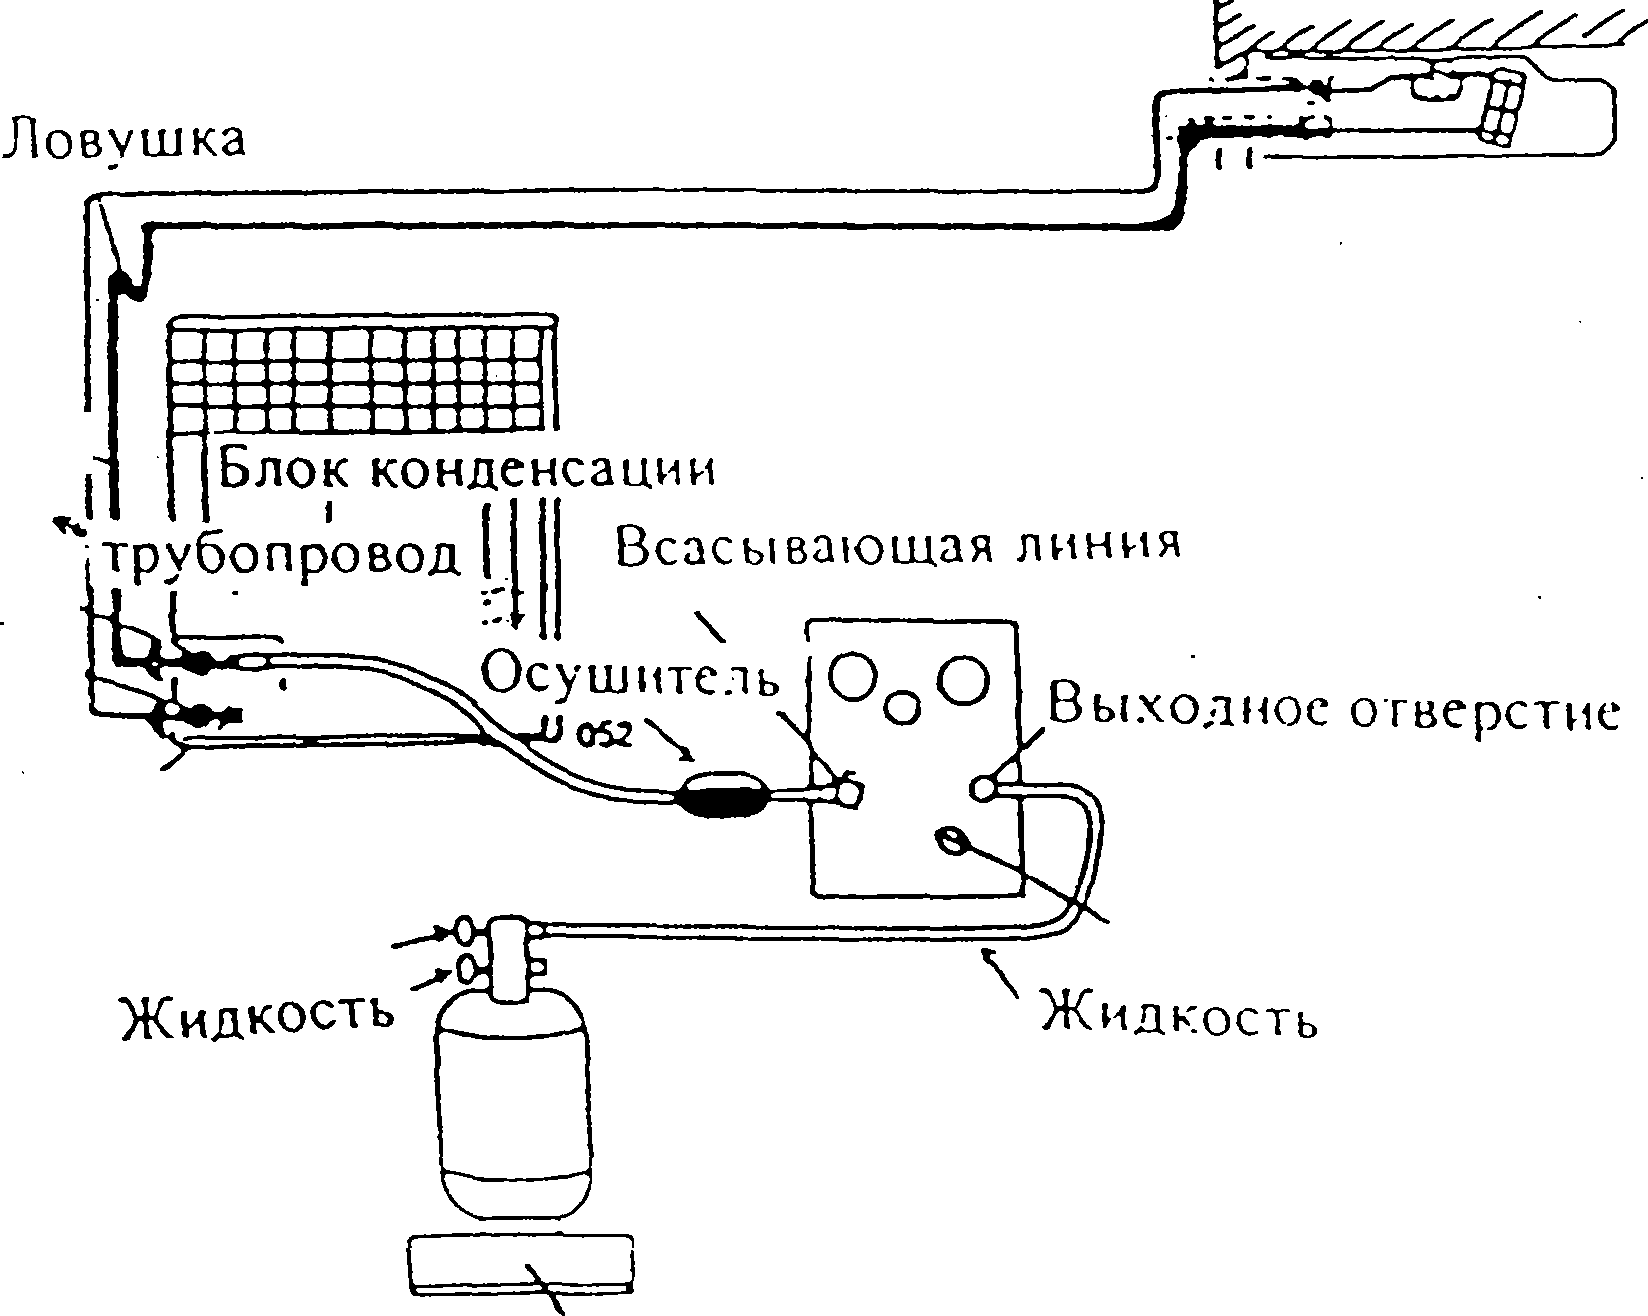 Ловушка
Блок конденсации
трубопровод
Всасывающая линия
Осушитель
052
Выходное отверстие
Жидкость
Жидкость